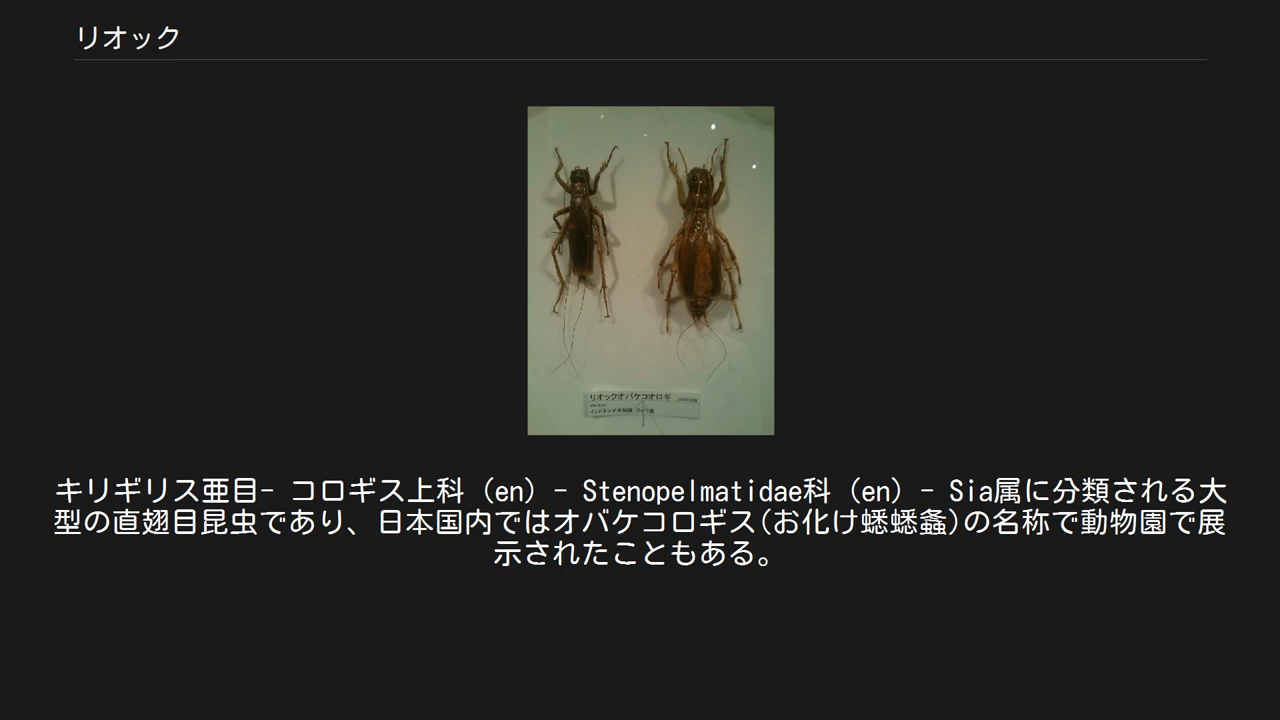 リオック
リオックオバケコオロギ
キリギリス亜目- コロギス上科 (en) - Stenopelmatidae科 (en) - Sia属に分類される大
型の直翅目昆虫であり、日本国内ではオバケコロギス(お化け蟋蟋螽)の名称で動物園で展
示されたこともある。